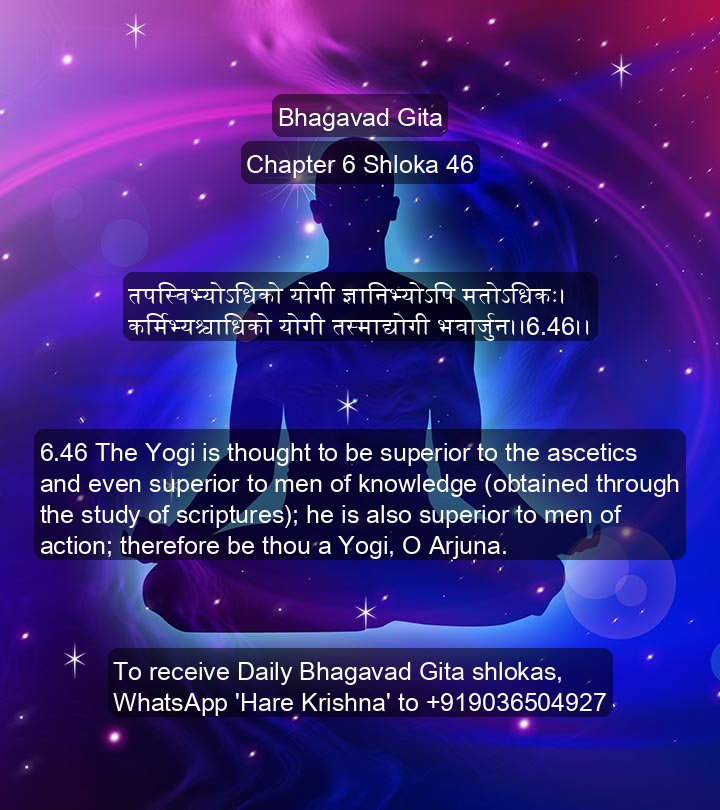 Bhagavad Gita
Chapter 6 Shloka 46
तपस्विभ्योऽधिको योगी ज्ञानिभ्योऽपि मतोऽधिकः।
कर्मिभ्यश्चाधिको योगी तस्माद्योगी भवार्जुन।।6.46।।
6.46 The Yogi is thought to be superior to the ascetics
and even superior to men of knowledge (obtained through
the study of scriptures); he is also superior to men of
action; therefore be thou a Yogi, O Arjuna.
To receive Daily Bhagavad Gita shlokas,
WhatsApp 'Hare Krishna' to +919036504927